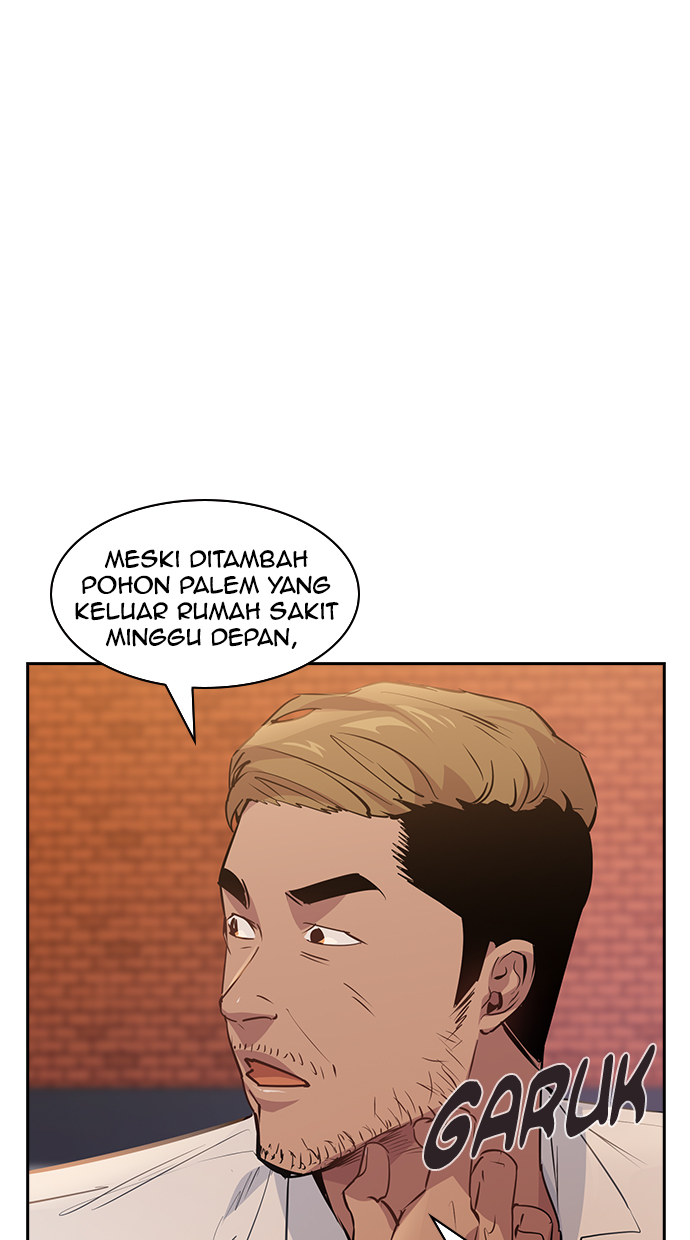 MESKI DITAMBAH
POHON PALEM YANG
KELUAR RUMAH SAKIT
MINGGU DEPAN,
GARUK